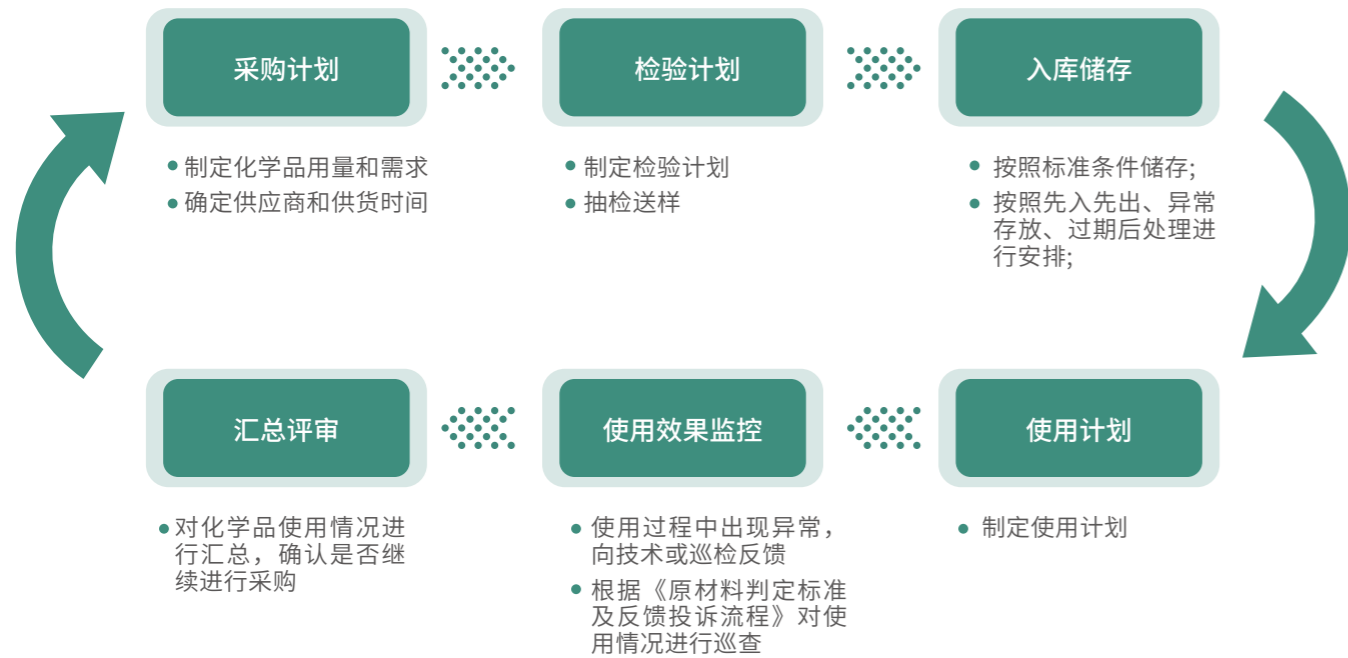 采购计划
检验计划
入库储存
制定化学品用量和需求
确定供应商和供货时间
制定检验计划
抽检送样
按照标准条件储存;
按照先入先出、异常
存放、过期后处理进
行安排;
汇总评审
使用效果监控
使用计划
对化学品使用情况进
行汇总，确认是否继
续进行采购
使用过程中出现异常，
向技术或巡检反馈
根据《原材料判定标准
及反馈投诉流程》对使
用情况进行巡查
制定使用计划